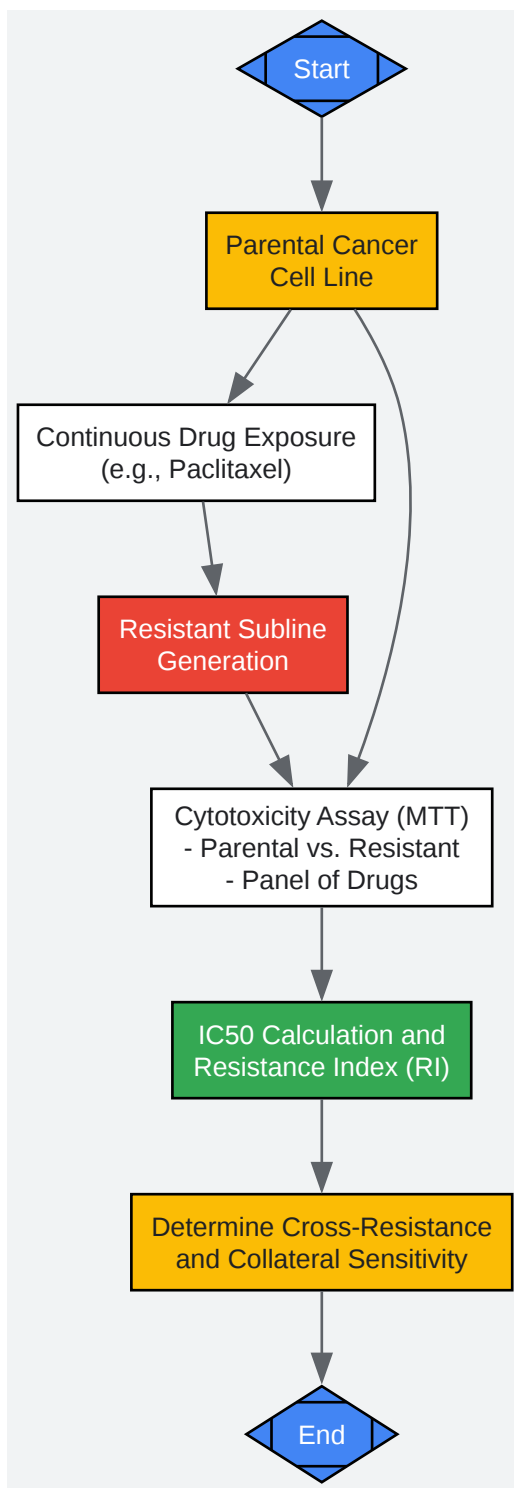 Start
Parental Cancer
Cell Line
Continuous Drug Exposure
(e.g., Paclitaxel)
Resistant Subline
Generation
Cytotoxicity Assay (MTT)
- Parental vs. Resistant
- Panel of Drugs
IC50 Calculation and
Resistance Index (RI)
Determine Cross-Resistance
and Collateral Sensitivity
End